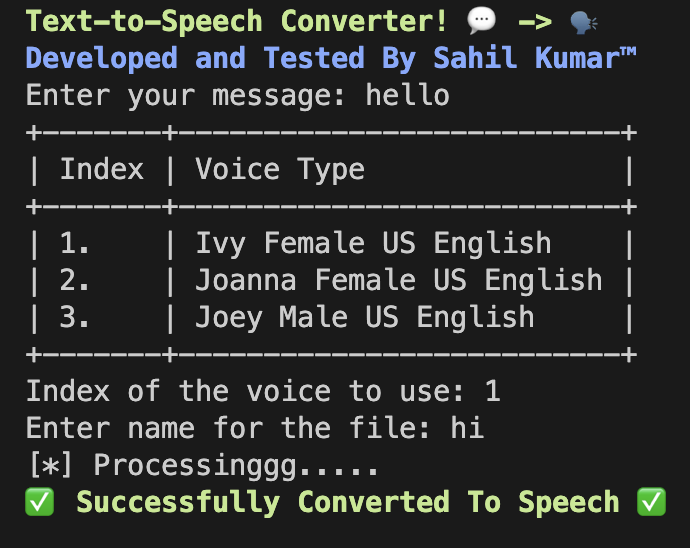 Text-to-Speech Converter! 💬 -> 🗣️
Developed and Tested By Sahil Kumar™
Enter your message: hello
+-------+--------------------------+
| Index | Voice Type               |
+-------+--------------------------+
| 1.    | Ivy Female US English    |
| 2.    | Joanna Female US English |
| 3.    | Joey Male US English     |
+-------+--------------------------+
Index of the voice to use: 1
Enter name for the file: hi
[*] Processinggg.....
✅ Successfully Converted To Speech ✅